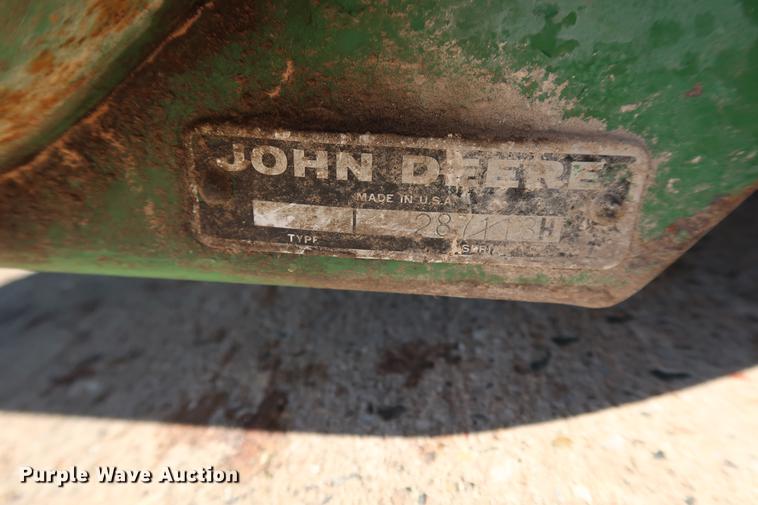 JOHN DEERE
MADE IN U.S.A
TYPE
Purple Wave Auction